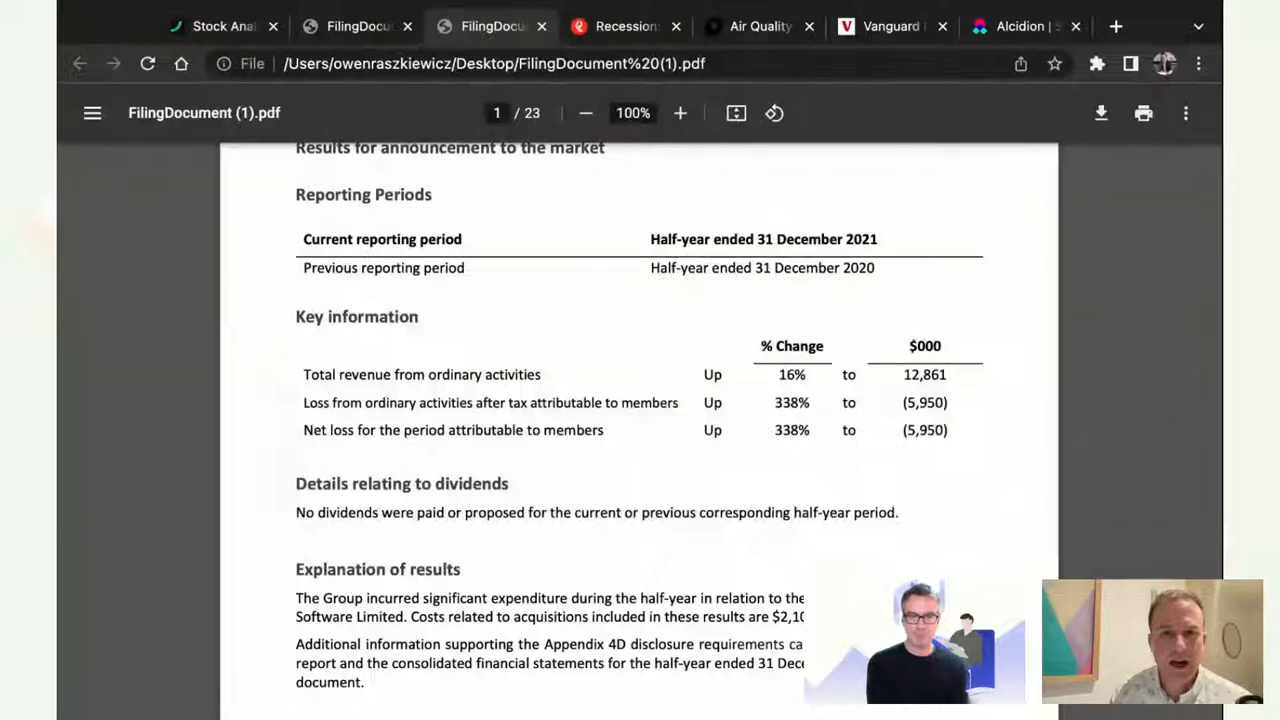 Stock Anal
FilingDocu
FilingDocu
Recession
Air Quality
Vanguard
Alcidion | S
File | /Users/owenraszkiewicz/Desktop/FilingDocument%20(1).pdf
FilingDocument (1).pdf
1 / 23
100%
Results for announcement to the market
Reporting Periods
Current reporting period Half-year ended 31 December 2021
Previous reporting period Half-year ended 31 December 2020
Key information
% Change $000
Total revenue from ordinary activities Up 16% to 12,861
Loss from ordinary activities after tax attributable to members Up 338% to (5,950)
Net loss for the period attributable to members Up 338% to (5,950)
Details relating to dividends
No dividends were paid or proposed for the current or previous corresponding half-year period.
Explanation of results
The Group incurred significant expenditure during the half-year in relation to the
Software Limited. Costs related to acquisitions included in these results are $2,10
Additional information supporting the Appendix 4D disclosure requirements ca
report and the consolidated financial statements for the half-year ended 31 Dece
document.